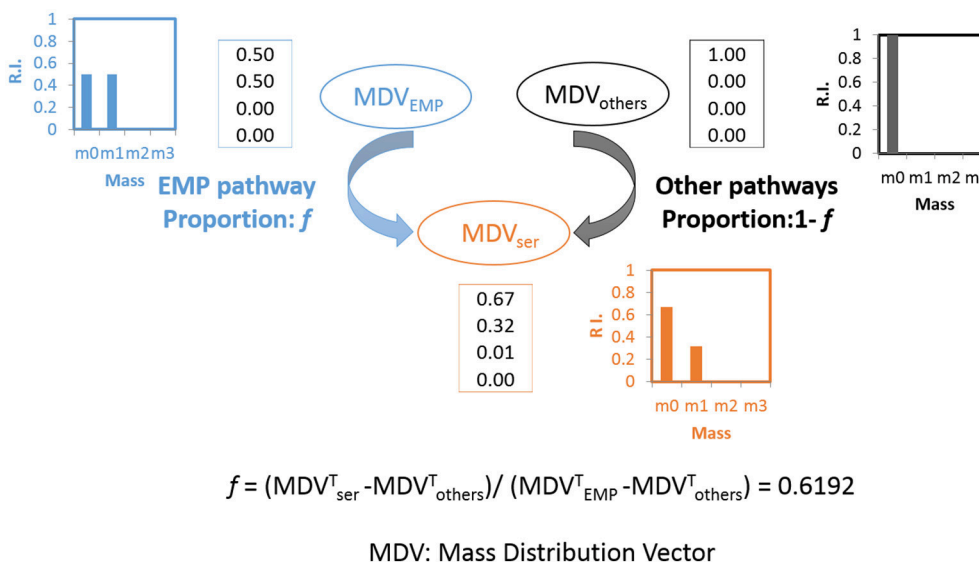 1
0.8
0.6
0.4
0.2
0
R.I.
m0 m1 m2 m3
Mass
0.50
0.50
0.00
0.00
MDV_EMP
MDV_others
1.00
0.00
0.00
0.00
1
0.8
0.6
0.4
0.2
0
R.I.
m0 m1 m2 m
Mass
EMP pathway
Proportion: f
Other pathways
Proportion:1- f
MDV_ser
0.67
0.32
0.01
0.00
1
0.8
0.6
0.4
0.2
0
R I.
m0 m1 m2 m3
Mass
f = (MDV^T_ser -MDV^T_others)/ (MDV^T_EMP -MDV^T_others) = 0.6192
MDV: Mass Distribution Vector